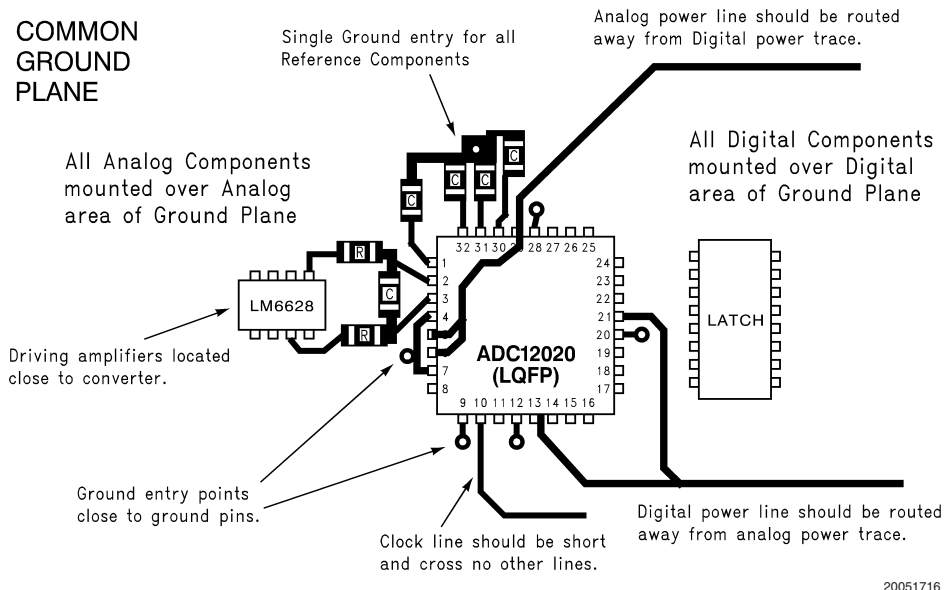 COMMON
GROUND
PLANE
Single Ground entry for all
Reference Components
Analog power line should be routed
away from Digital power trace.
All Analog Components
mounted over Analog
area of Ground Plane
All Digital Components
mounted over Digital
area of Ground Plane
C
C
C
C
32 31 30 28 27 26 25
R
C
R
LM6628
1
2
3
4
7
8
24
23
22
21
20
19
18
17
LATCH
ADC12020
(LQFP)
9 10 11 12 13 14 15 16
Driving amplifiers located
close to converter.
Ground entry points
close to ground pins.
Clock line should be short
and cross no other lines.
Digital power line should be routed
away from analog power trace.
20051716